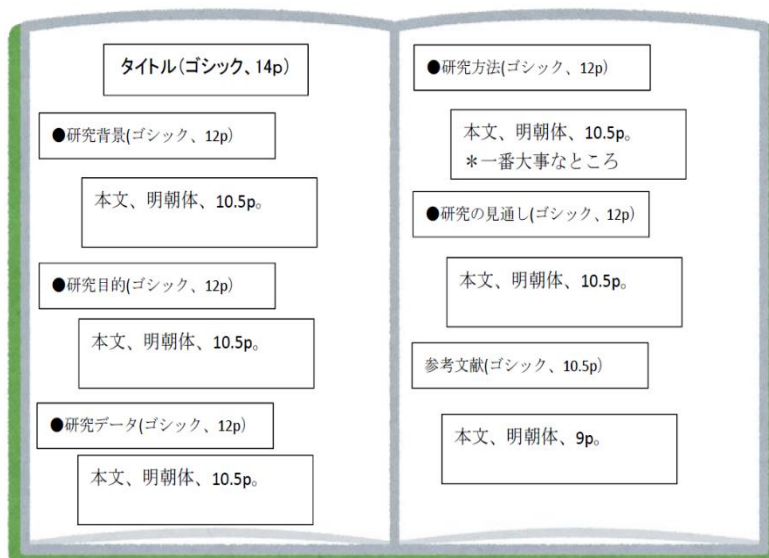 タイトル(ゴシック、14p)
●研究背景(ゴシック、12p)
本文、明朝体、10.5p。
●研究目的(ゴシック、12p)
本文、明朝体、10.5p。
●研究データ(ゴシック、12p)
本文、明朝体、10.5p。
●研究方法(ゴシック、12p)
本文、明朝体、10.5p。
＊一番大事なところ
●研究の見通し(ゴシック、12p)
本文、明朝体、10.5p。
参考文献(ゴシック、10.5p)
本文、明朝体、9p。